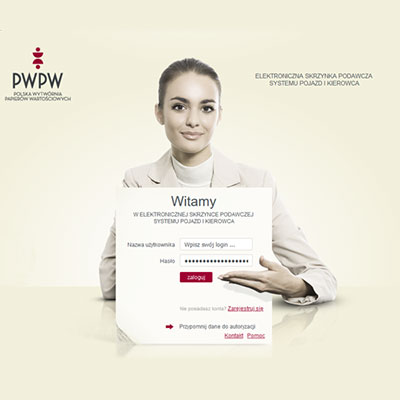 PWPW
POLSKA WYTWÓRNIA
PAPIERÓW WARTOŚCIOWYCH
ELEKTRONICZNA SKRZYNKA PODAWCZA
SYSTEMU POJAZD I KIEROWCA
Witamy
W ELEKTRONICZNEJ SKRZYNCE PODAWCZEJ
SYSTEMU POJAZD I KIEROWCA
Nazwa użytkownika Wpisz swój login ....
Hasło ••••••••••••••••••
zaloguj
Nie posiadasz konta? Zarejestruj się
Przypomnij dane do autoryzacji
Kontakt Pomoc